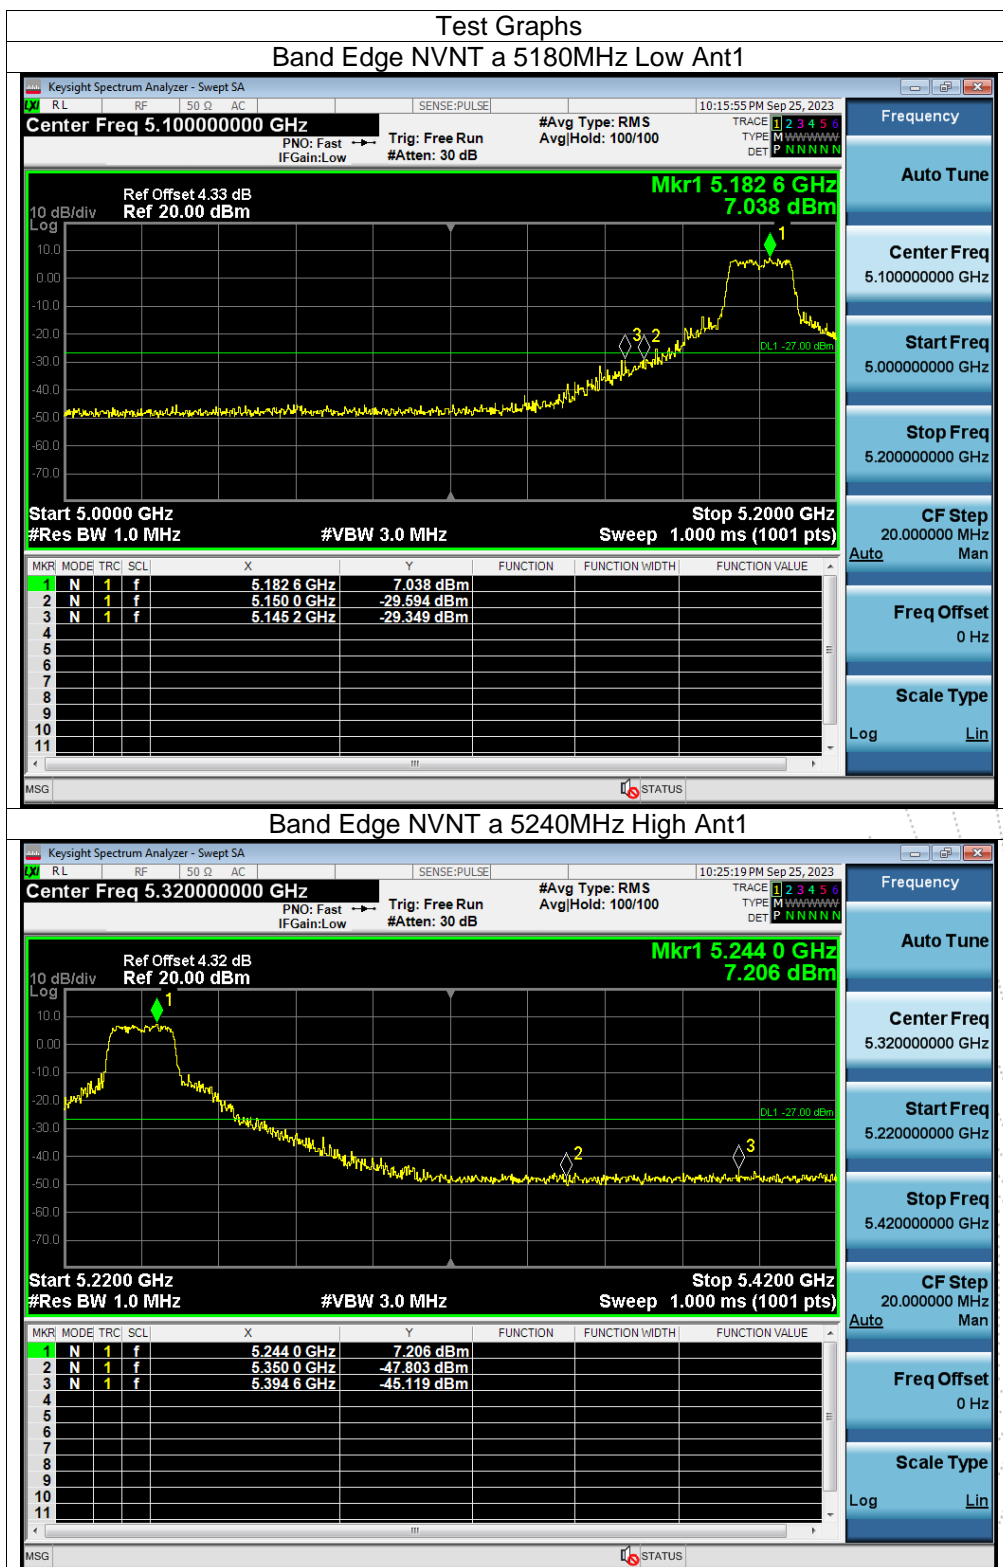 Test Graphs
Band Edge NVNT a 5180MHz Low Ant1
Keysight Spectrum Analyzer - Swept SA
LXI RL RF 50 Ω AC SENSE:PULSE 10:15:55 PM Sep 25, 2023
Center Freq 5.100000000 GHz
PNO: Fast
IFGain:Low
Trig: Free Run
#Atten: 30 dB
#Avg Type: RMS
Avg|Hold: 100/100
TRACE 1 2 3 4 5 6
TYPE M WWWWW
DET P N N N N N
Mkr1 5.182 6 GHz
7.038 dBm
Ref Offset 4.33 dB
10 dB/div Ref 20.00 dBm
Log
10.0
0.00
-10.0
-20.0
-30.0
-40.0
-50.0
-60.0
-70.0
1
3 2
DL1 -27.00 dBm
Start 5.0000 GHz Stop 5.2000 GHz
#Res BW 1.0 MHz #VBW 3.0 MHz Sweep 1.000 ms (1001 pts)
MKR MODE TRC SCL X Y FUNCTION FUNCTION WIDTH FUNCTION VALUE
1 N 1 f 5.182 6 GHz 7.038 dBm
2 N 1 f 5.150 0 GHz -29.594 dBm
3 N 1 f 5.145 2 GHz -29.349 dBm
4
5
6
7
8
9
10
11
MSG STATUS
Frequency
Auto Tune
Center Freq
5.100000000 GHz
Start Freq
5.000000000 GHz
Stop Freq
5.200000000 GHz
CF Step
20.000000 MHz
Auto Man
Freq Offset
0 Hz
Scale Type
Log Lin
Band Edge NVNT a 5240MHz High Ant1
Keysight Spectrum Analyzer - Swept SA
LXI RL RF 50 Ω AC SENSE:PULSE 10:25:19 PM Sep 25, 2023
Center Freq 5.320000000 GHz
PNO: Fast
IFGain:Low
Trig: Free Run
#Atten: 30 dB
#Avg Type: RMS
Avg|Hold: 100/100
TRACE 1 2 3 4 5 6
TYPE M WWWWW
DET P N N N N N
Mkr1 5.244 0 GHz
7.206 dBm
Ref Offset 4.32 dB
10 dB/div Ref 20.00 dBm
Log
10.0
0.00
-10.0
-20.0
-30.0
-40.0
-50.0
-60.0
-70.0
1
DL1 -27.00 dBm
2
3
Start 5.2200 GHz Stop 5.4200 GHz
#Res BW 1.0 MHz #VBW 3.0 MHz Sweep 1.000 ms (1001 pts)
MKR MODE TRC SCL X Y FUNCTION FUNCTION WIDTH FUNCTION VALUE
1 N 1 f 5.244 0 GHz 7.206 dBm
2 N 1 f 5.350 0 GHz -47.803 dBm
3 N 1 f 5.394 6 GHz -45.119 dBm
4
5
6
7
8
9
10
11
MSG STATUS
Frequency
Auto Tune
Center Freq
5.320000000 GHz
Start Freq
5.220000000 GHz
Stop Freq
5.420000000 GHz
CF Step
20.000000 MHz
Auto Man
Freq Offset
0 Hz
Scale Type
Log Lin